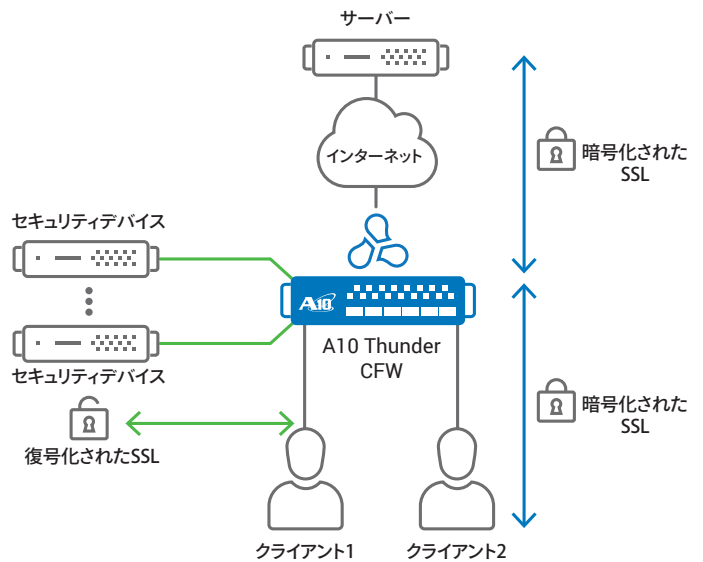 サーバー
インターネット
暗号化された
SSL
セキュリティデバイス
A10
セキュリティデバイス
A10 Thunder
CFW
暗号化された
SSL
復号化されたSSL
クライアント1
クライアント2